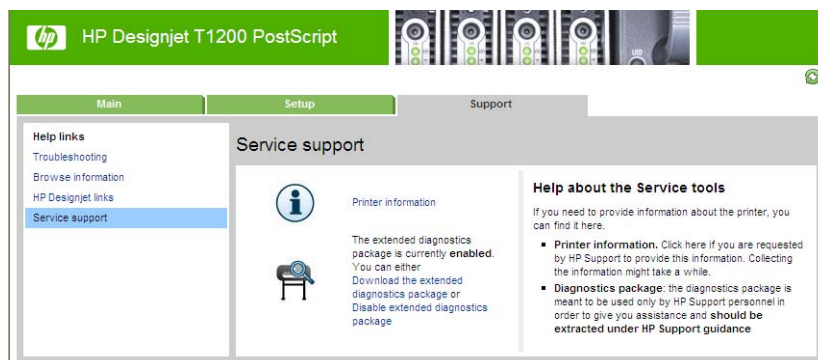 hp HP Designjet T1200 PostScript
Main Setup Support
Help links
Troubleshooting
Browse information
HP Designjet links
Service support
Service support
Printer information
The extended diagnostics
package is currently enabled.
You can either
Download the extended
diagnostics package or
Disable extended diagnostics
package
Help about the Service tools
If you need to provide information about the printer, you
can find it here.
▪ Printer information. Click here if you are requested
by HP Support to provide this information. Collecting
the information might take a while.
▪ Diagnostics package: the diagnostics package is
meant to be used only by HP Support personnel in
order to give you assistance and should be
extracted under HP Support guidance